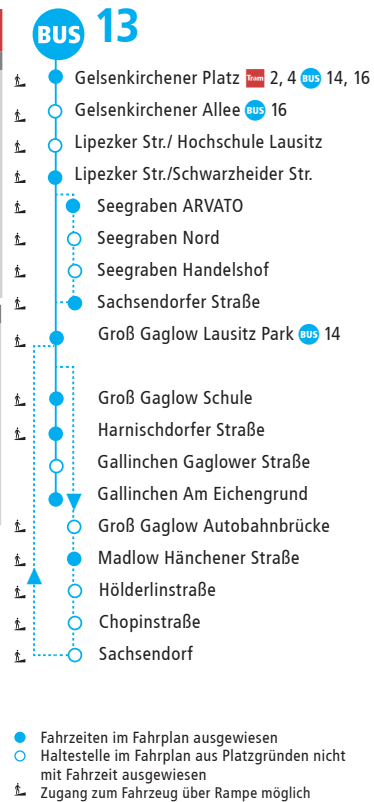 BUS 13
Gelsenkirchener Platz Tram 2, 4 BUS 14, 16
Gelsenkirchener Allee BUS 16
Lipezker Str./ Hochschule Lausitz
Lipezker Str./Schwarzheider Str.
Seegraben ARVATO
Seegraben Nord
Seegraben Handelshof
Sachsendorfer Straße
Groß Gaglow Lausitz Park BUS 14
Groß Gaglow Schule
Harnischdorfer Straße
Gallinchen Gaglower Straße
Gallinchen Am Eichengrund
Groß Gaglow Autobahnbrücke
Madlow Hänchener Straße
Hölderlinstraße
Chopinstraße
Sachsendorf
Fahrzeiten im Fahrplan ausgewiesen
Haltestelle im Fahrplan aus Platzgründen nicht
mit Fahrzeit ausgewiesen
Zugang zum Fahrzeug über Rampe möglich